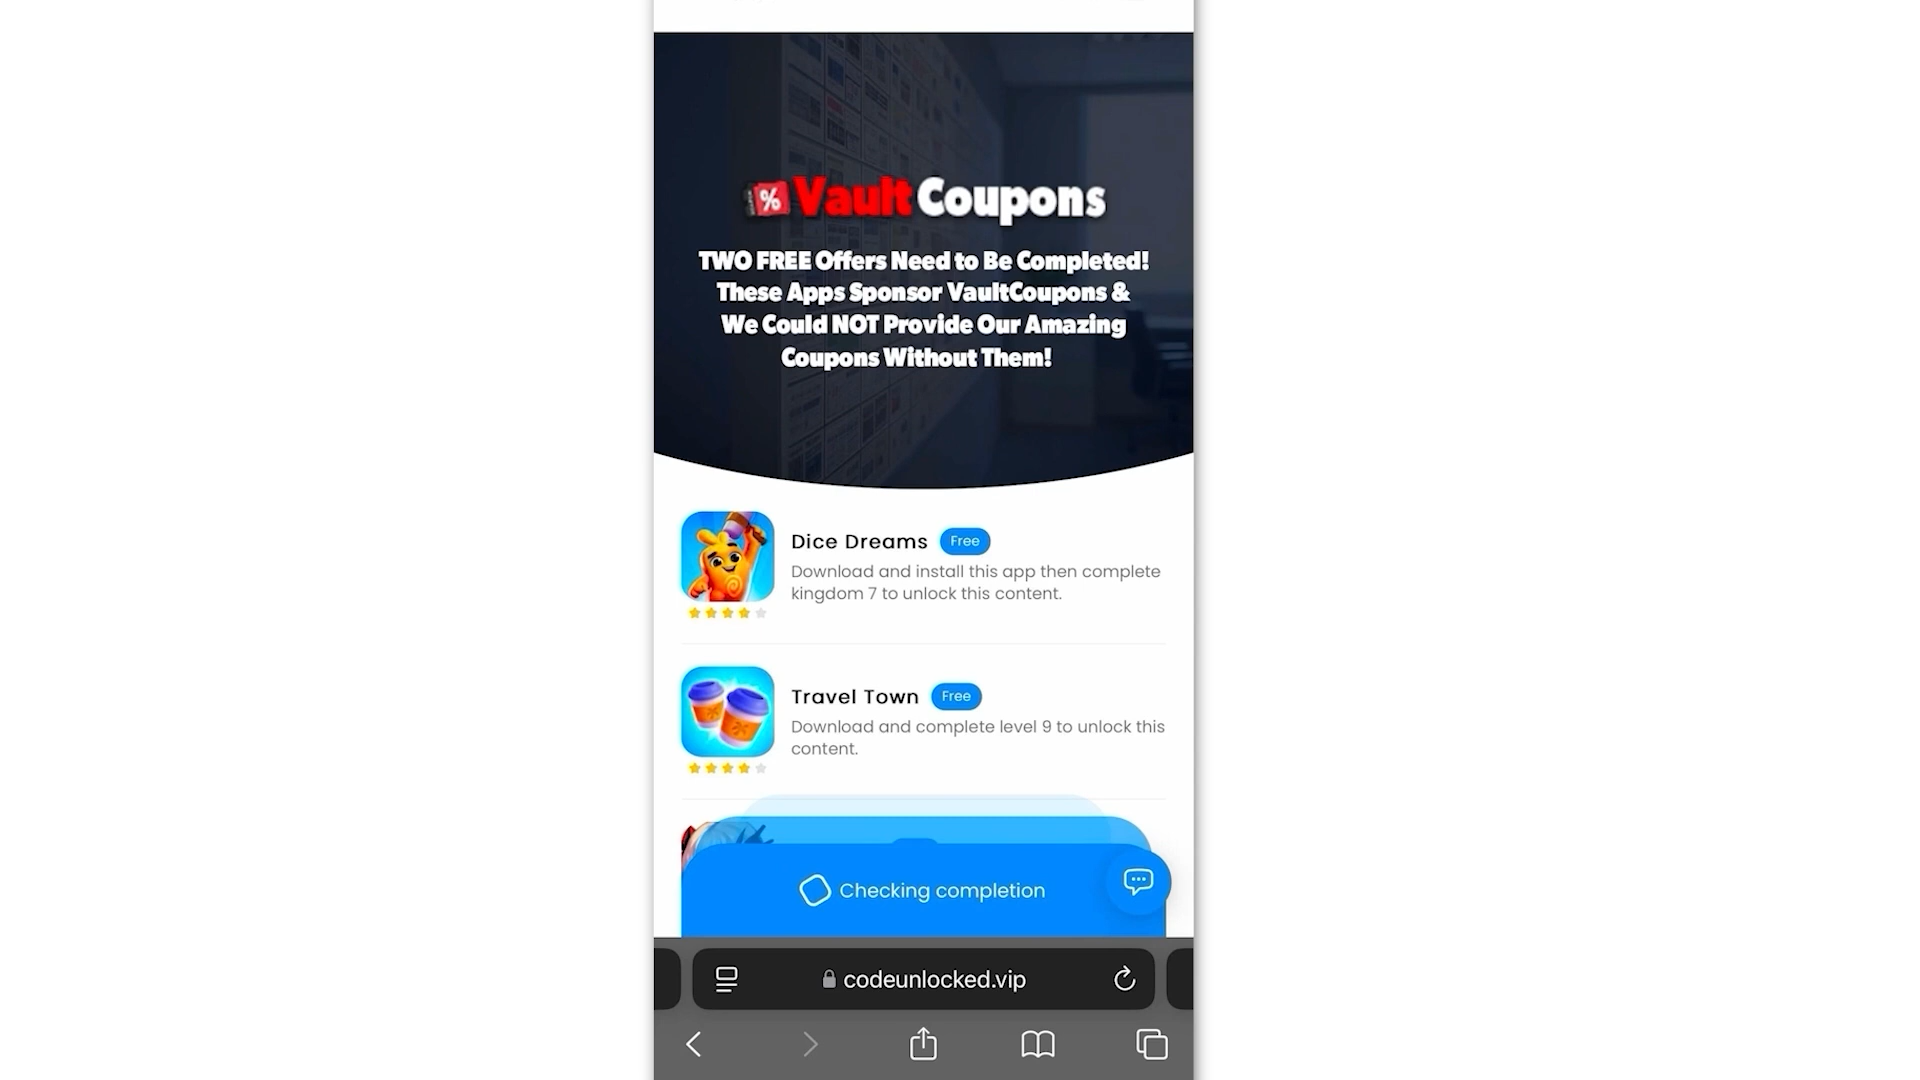 % VaultCoupons
TWO FREE Offers Need to Be Completed!
These Apps Sponsor VaultCoupons &
We Could NOT Provide Our Amazing
Coupons Without Them!
Dice Dreams Free
Download and install this app then complete
kingdom 7 to unlock this content.
Travel Town Free
Download and complete level 9 to unlock this
content.
Checking completion
codeunlocked.vip